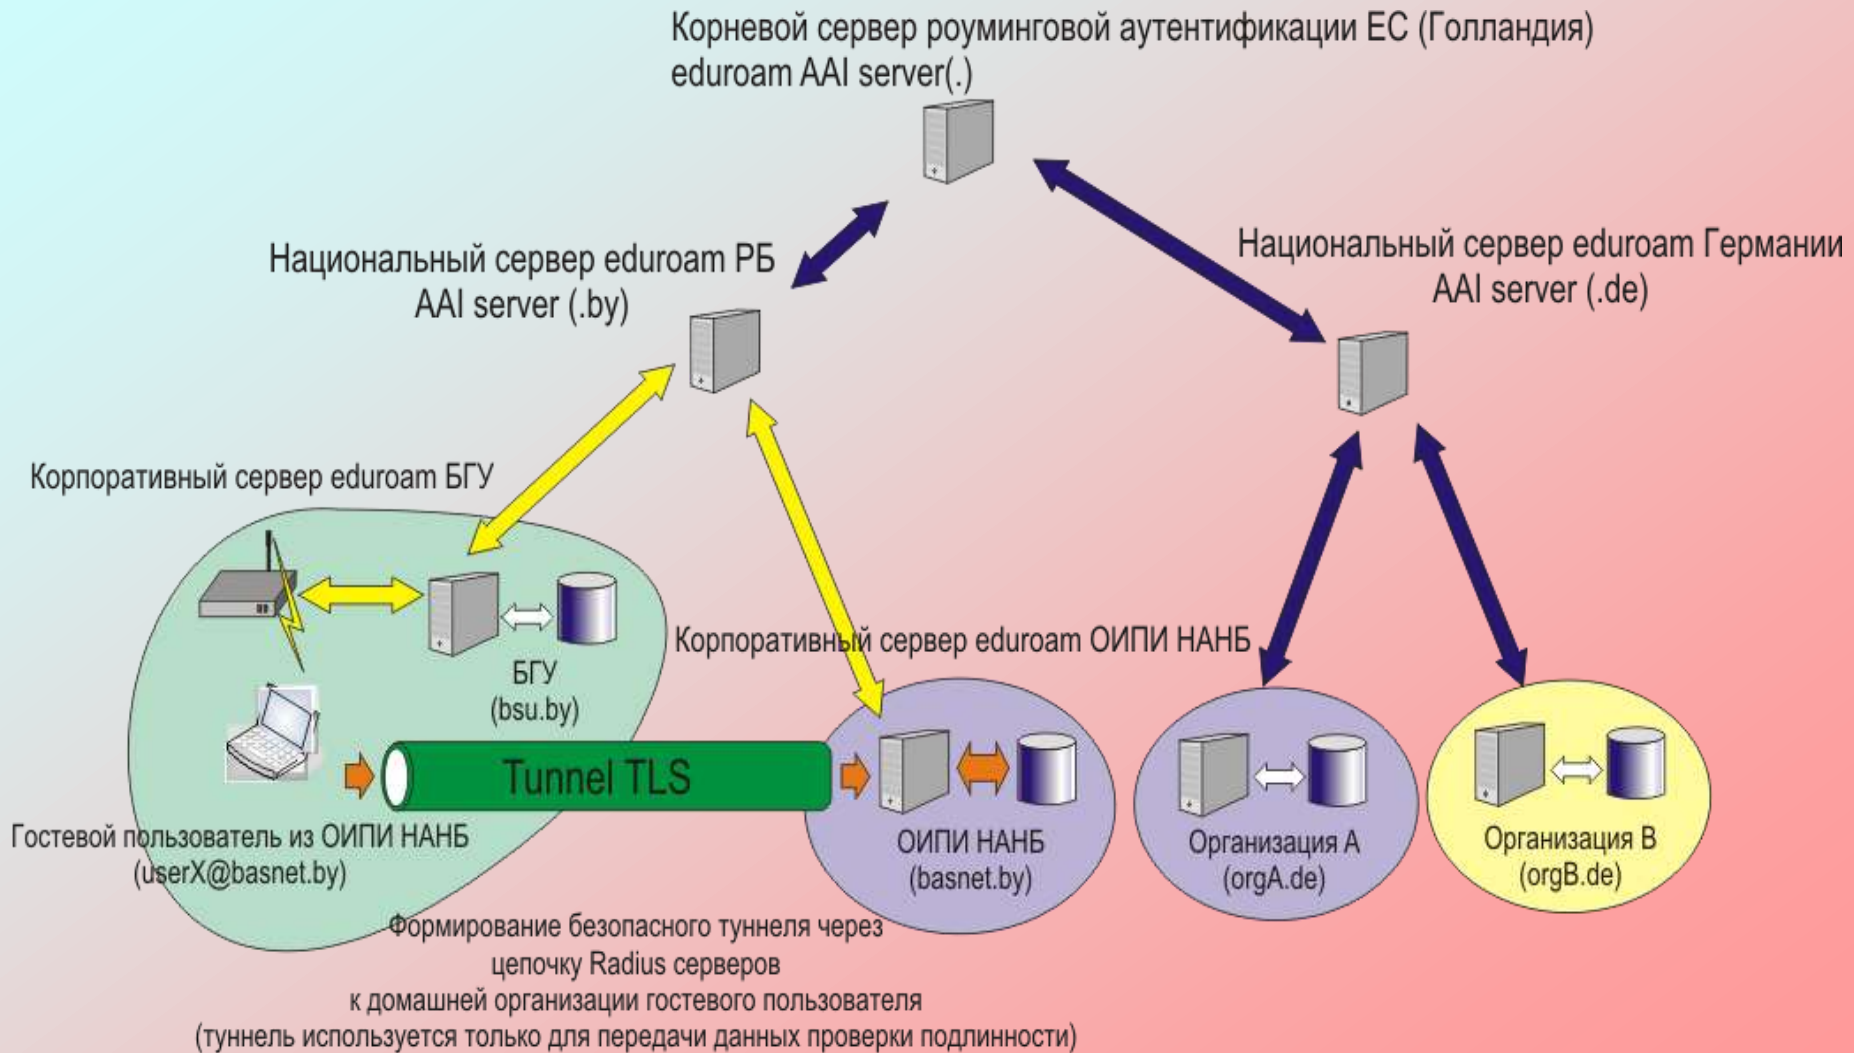 Корневой сервер роуминговой аутентификации ЕС (Голландия)
eduroam AAI server(.)
Национальный сервер eduroam РБ
AAI server (.by)
Национальный сервер eduroam Германии
AAI server (.de)
Корпоративный сервер eduroam БГУ
БГУ
(bsu.by)
Корпоративный сервер eduroam ОИПИ НАНБ
Tunnel TLS
Гостевой пользователь из ОИПИ НАНБ
(userX@basnet.by)
ОИПИ НАНБ
(basnet.by)
Организация А
(orgA.de)
Организация В
(orgB.de)
Формирование безопасного туннеля через
цепочку Radius серверов
к домашней организации гостевого пользователя
(туннель используется только для передачи данных проверки подлинности)